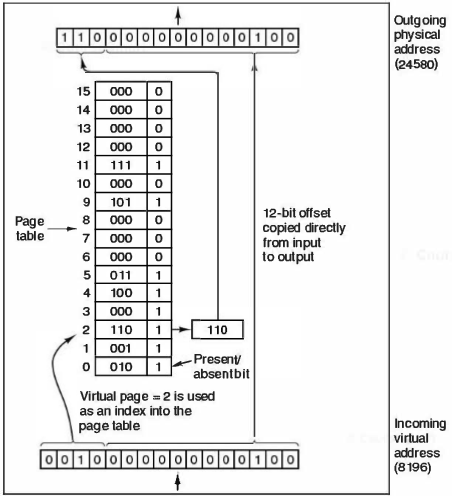 Outgoing
physical
address
(24580)
1 1 0 0 0 0 0 0 0 0 0 0 1 0 0
15 000 0
14 000 0
13 000 0
12 000 0
11 111 1
10 000 0
9 101 1
8 000 0
7 000 0
6 000 0
5 011 1
4 100 1
3 000 1
2 110 1 110
1 001 1
0 010 1
Page
table
12-bit offset
copied directly
from input
to output
Present/
absent bit
Virtual page = 2 is used
as an index into the
page table
0 0 1 0 0 0 0 0 0 0 0 0 0 1 0 0
Incoming
virtual
address
(8196)